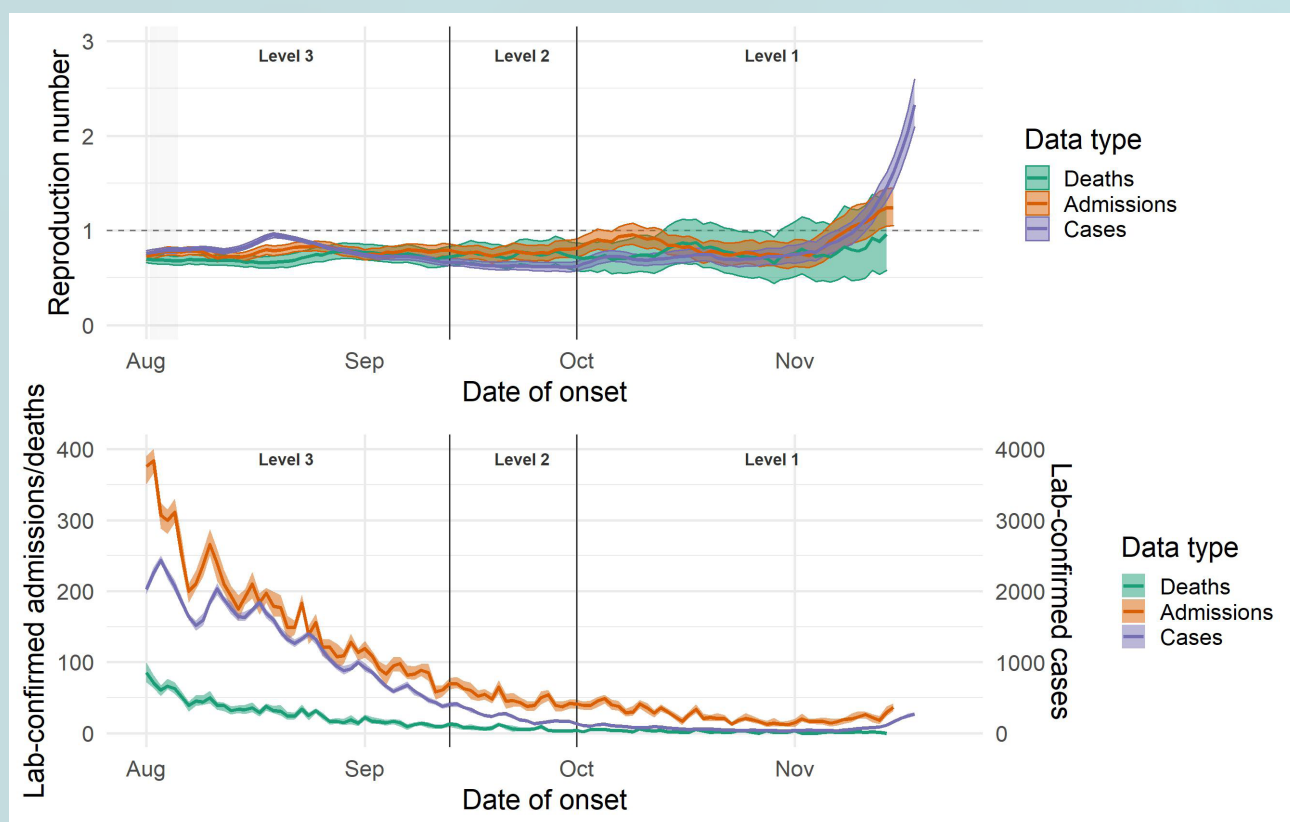 3
2
1
0
Reproduction number
Level 3
Level 2
Level 1
Aug
Sep
Oct
Nov
Date of onset
Data type
Deaths
Admissions
Cases
400
300
200
100
0
Lab-confirmed admissions/deaths
Level 3
Level 2
Level 1
4000
3000
2000
1000
0
Lab-confirmed cases
Aug
Sep
Oct
Nov
Date of onset
Data type
Deaths
Admissions
Cases